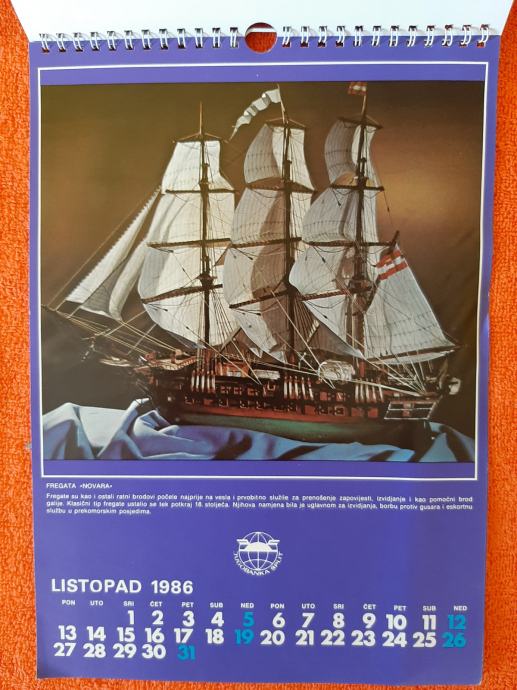 FREGATA »NOVARA«
Fregate su kao i ostali ratni brodovi počele najprije na vesla i prvobitno služile za prenošenje zapovijesti, izvidjanje i kao pomoćni brod
galije. Klasični tip fregate ustalio se tek potkraj 18. stoljeća. Njihova namjena bila je uglavnom za izvidjanja, borbu protiv gusara i eskortnu
službu u prekomorskim posjedima.
JUGOBANKA SPLIT
LISTOPAD 1986
PON UTO SRI ČET PET SUB NED PON UTO SRI ČET PET SUB NED
1 2 3 4 5 6 7 8 9 10 11 12
13 14 15 16 17 18 19 20 21 22 23 24 25 26
27 28 29 30 31